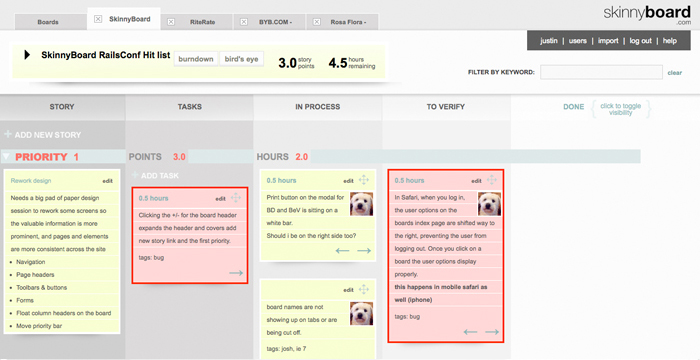 skinnyboard
.com
Boards
SkinnyBoard
RiteRate
BYB.COM -
Rosa Flora -
justin | users | import | log out | help
SkinnyBoard RailsConf Hit list
burndown
bird's eye
3.0 story points
4.5 hours remaining
FILTER BY KEYWORD:
clear
STORY
TASKS
IN PROCESS
TO VERIFY
DONE
click to toggle
visibility
+ ADD NEW STORY
PRIORITY 1
POINTS 3.0
HOURS 2.0
Rework design
edit
Needs a big pad of paper design
session to rework some screens so
the valuable information is more
prominent, and pages and elements
are more consistent across the site
• Navigation
• Page headers
• Toolbars & buttons
• Forms
• Float column headers on the board
• Move priority bar
+ ADD TASK
0.5 hours
edit
Clicking the +/- for the board header
expands the header and covers add
new story link and the first priority.
tags: bug
0.5 hours
edit
Print button on the modal for
BD and BeV is sitting on a
white bar.
Should i be on the right side too?
edit
board names are not
showing up on tabs or are
being cut off.
tags: josh, ie 7
0.5 hours
edit
In Safari, when you log in,
the user options on the
boards index page are shifted way to
the right, preventing the user from
logging out. Once you click on
a board the user options display
properly.
this happens in mobile safari as
well (iphone)
tags: bug